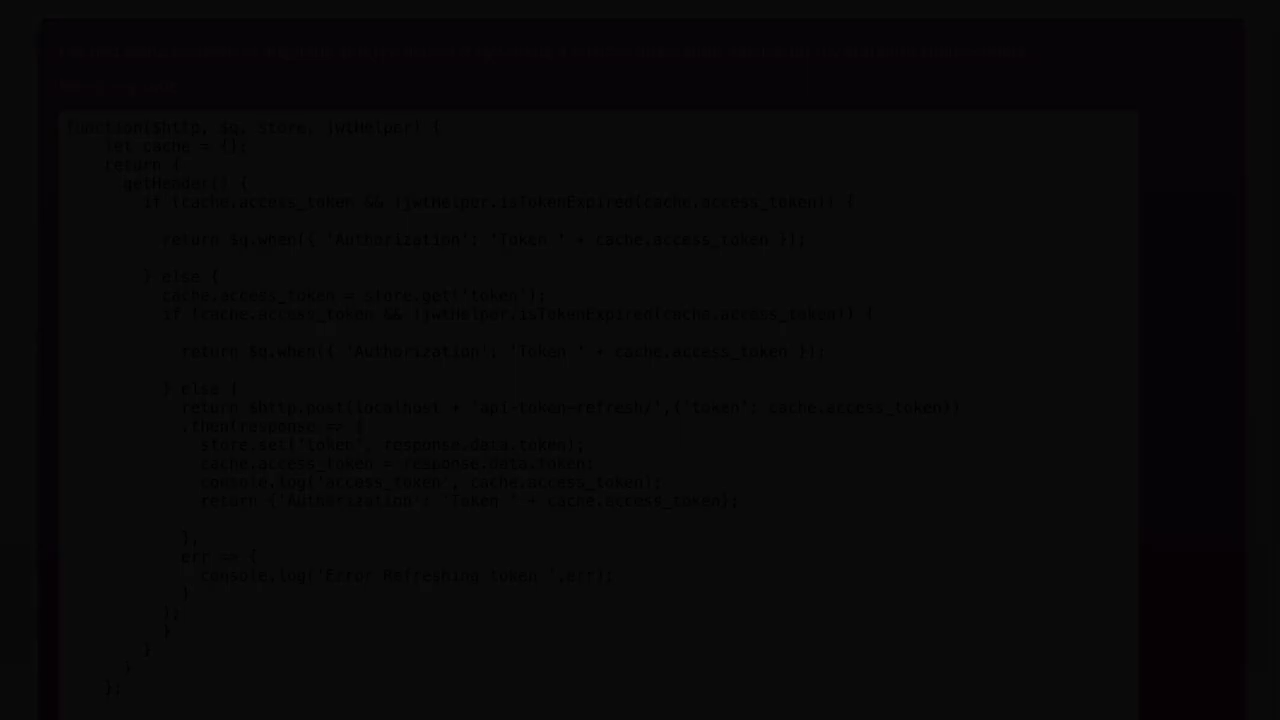 function($http, $q, store, jwtHelper) {
let cache = {};
return {
getHeader() {
if (cache.access_token && !jwtHelper.isTokenExpired(cache.access_token)) {
return $q.when({ 'Authorization': 'Token ' + cache.access_token });
} else {
cache.access_token = store.get('token');
if (cache.access_token && !jwtHelper.isTokenExpired(cache.access_token)) {
return $q.when({ 'Authorization': 'Token ' + cache.access_token });
} else {
return $http.post(localhost + 'api-token-refresh/',{'token': cache.access_token})
.then(response => {
store.set('token', response.data.token);
cache.access_token = response.data.token;
console.log('access_token', cache.access_token);
return {'Authorization': 'Token ' + cache.access_token};
},
err => {
console.log('Error Refreshing token ',err);
}
);
}
}
}
};